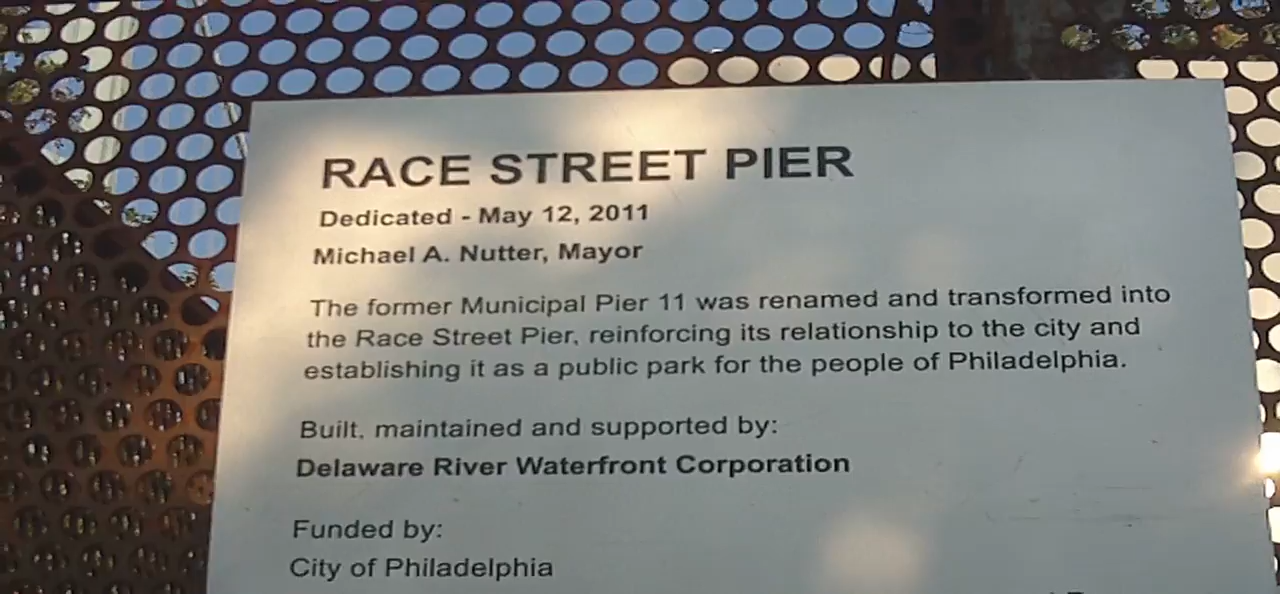 RACE STREET PIER
Dedicated - May 12, 2011
Michael A. Nutter, Mayor
The former Municipal Pier 11 was renamed and transformed into
the Race Street Pier, reinforcing its relationship to the city and
establishing it as a public park for the people of Philadelphia.
Built, maintained and supported by:
Delaware River Waterfront Corporation
Funded by:
City of Philadelphia